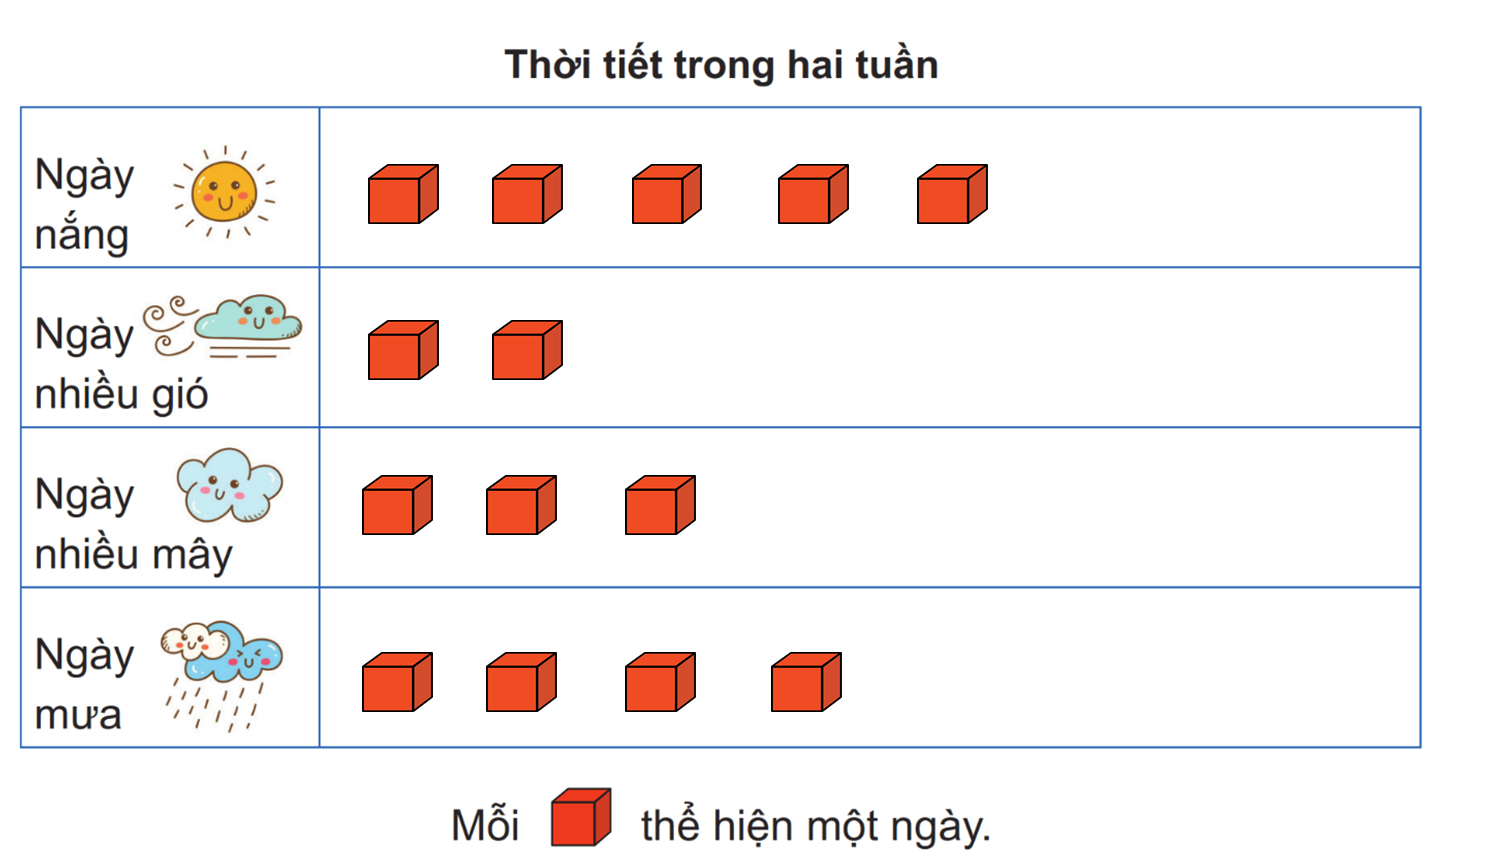 Thời tiết trong hai tuần
Ngày
nắng
Ngày
nhiều gió
Ngày
nhiều mây
Ngày
mưa
Mỗi thể hiện một ngày.